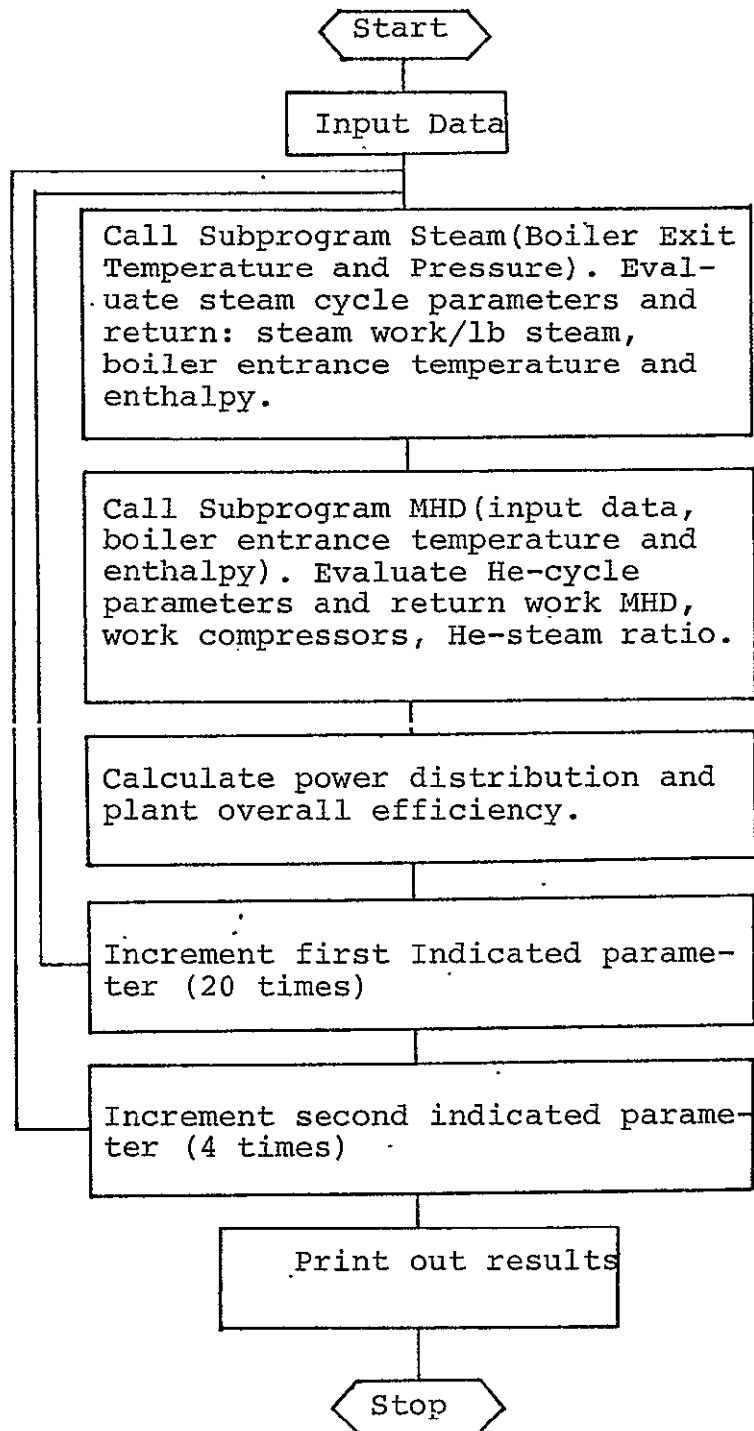 Start
Input Data
Call Subprogram Steam(Boiler Exit
Temperature and Pressure). Eval-
uate steam cycle parameters and
return: steam work/lb steam,
boiler entrance temperature and
enthalpy.
Call Subprogram MHD(input data,
boiler entrance temperature and
enthalpy). Evaluate He-cycle
parameters and return work MHD,
work compressors, He-steam ratio.
Calculate power distribution and
plant overall efficiency.
Increment first Indicated parame-
ter (20 times)
Increment second indicated parame-
ter (4 times)
Print out results
Stop